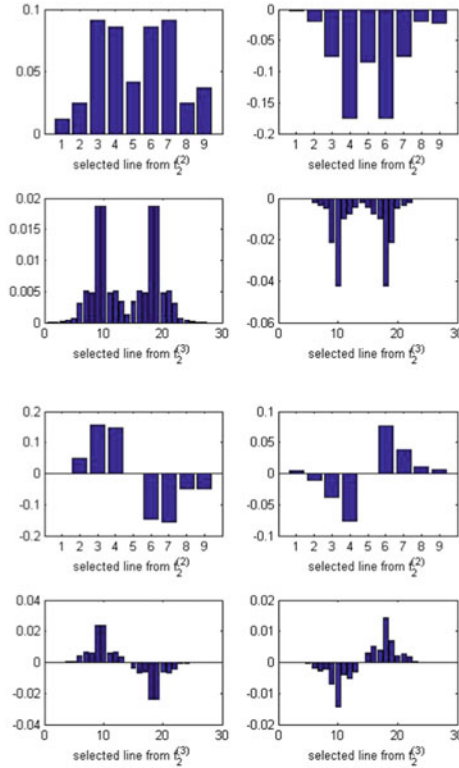 0.1
0.05
0
1 2 3 4 5 6 7 8 9
selected line from f₂⁽²⁾
0
-0.05
-0.1
-0.15
-0.2
1 2 3 4 5 6 7 8 9
selected line from f₂⁽²⁾
0.02
0.015
0.01
0.005
0
0 10 20 30
selected line from f₂⁽³⁾
0
-0.02
-0.04
-0.06
0 10 20 30
selected line from f₂⁽³⁾
0.2
0.1
0
-0.1
-0.2
1 2 3 4 5 6 7 8 9
selected line from f₂⁽²⁾
0.1
0.05
0
-0.05
-0.1
1 2 3 4 5 6 7 8 9
selected line from f₂⁽²⁾
0.04
0.02
0
-0.02
-0.04
0 10 20 30
selected line from f₂⁽³⁾
0.02
0.01
0
-0.01
0.02
0 10 20 30
selected line from f₂⁽³⁾